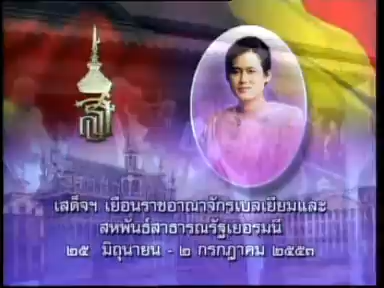 เสด็จฯ เยือนราชอาณาจักรเบลเยียมและ
สหพันธ์สาธารณรัฐเยอรมนี
๒๕ มิถุนายน - ๒ กรกฎาคม ๒๕๕๓